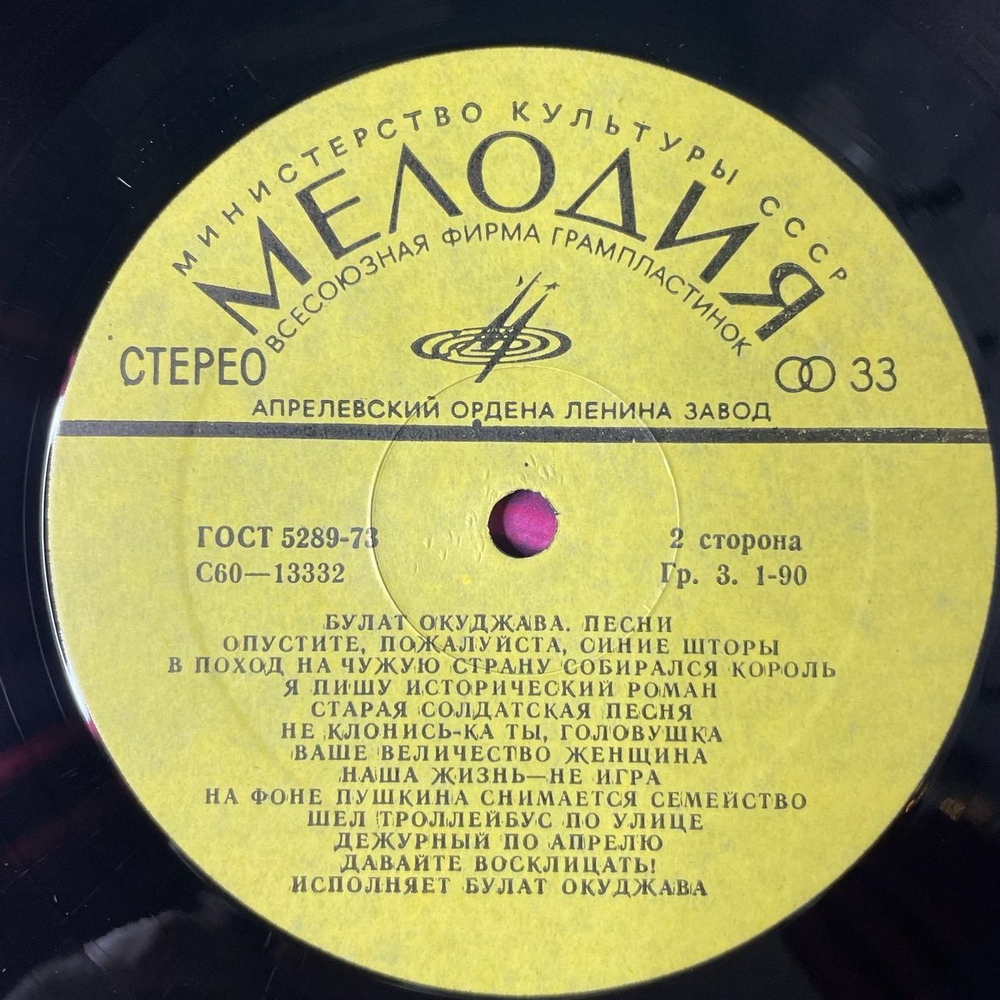 МИНИСТЕРСТВО КУЛЬТУРЫ СССР
МЕЛОДИЯ
ВСЕСОЮЗНАЯ ФИРМА ГРАМПЛАСТИНОК
СТЕРЕО
33
АПРЕЛЕВСКИЙ ОРДЕНА ЛЕНИНА ЗАВОД
ГОСТ 5289-73
2 сторона
С60—13332
Гр. 3. 1-90
БУЛАТ ОКУДЖАВА. ПЕСНИ
ОПУСТИТЕ, ПОЖАЛУЙСТА, СИНИЕ ШТОРЫ
В ПОХОД НА ЧУЖУЮ СТРАНУ СОБИРАЛСЯ КОРОЛЬ
Я ПИШУ ИСТОРИЧЕСКИЙ РОМАН
СТАРАЯ СОЛДАТСКАЯ ПЕСНЯ
НЕ КЛОНИСЬ-КА ТЫ, ГОЛОВУШКА
ВАШЕ ВЕЛИЧЕСТВО ЖЕНЩИНА
НАША ЖИЗНЬ—НЕ ИГРА
НА ФОНЕ ПУШКИНА СНИМАЕТСЯ СЕМЕЙСТВО
ШЕЛ ТРОЛЛЕЙБУС ПО УЛИЦЕ
ДЕЖУРНЫЙ ПО АПРЕЛЮ
ДАВАЙТЕ ВОСКЛИЦАТЬ!
ИСПОЛНЯЕТ БУЛАТ ОКУДЖАВА